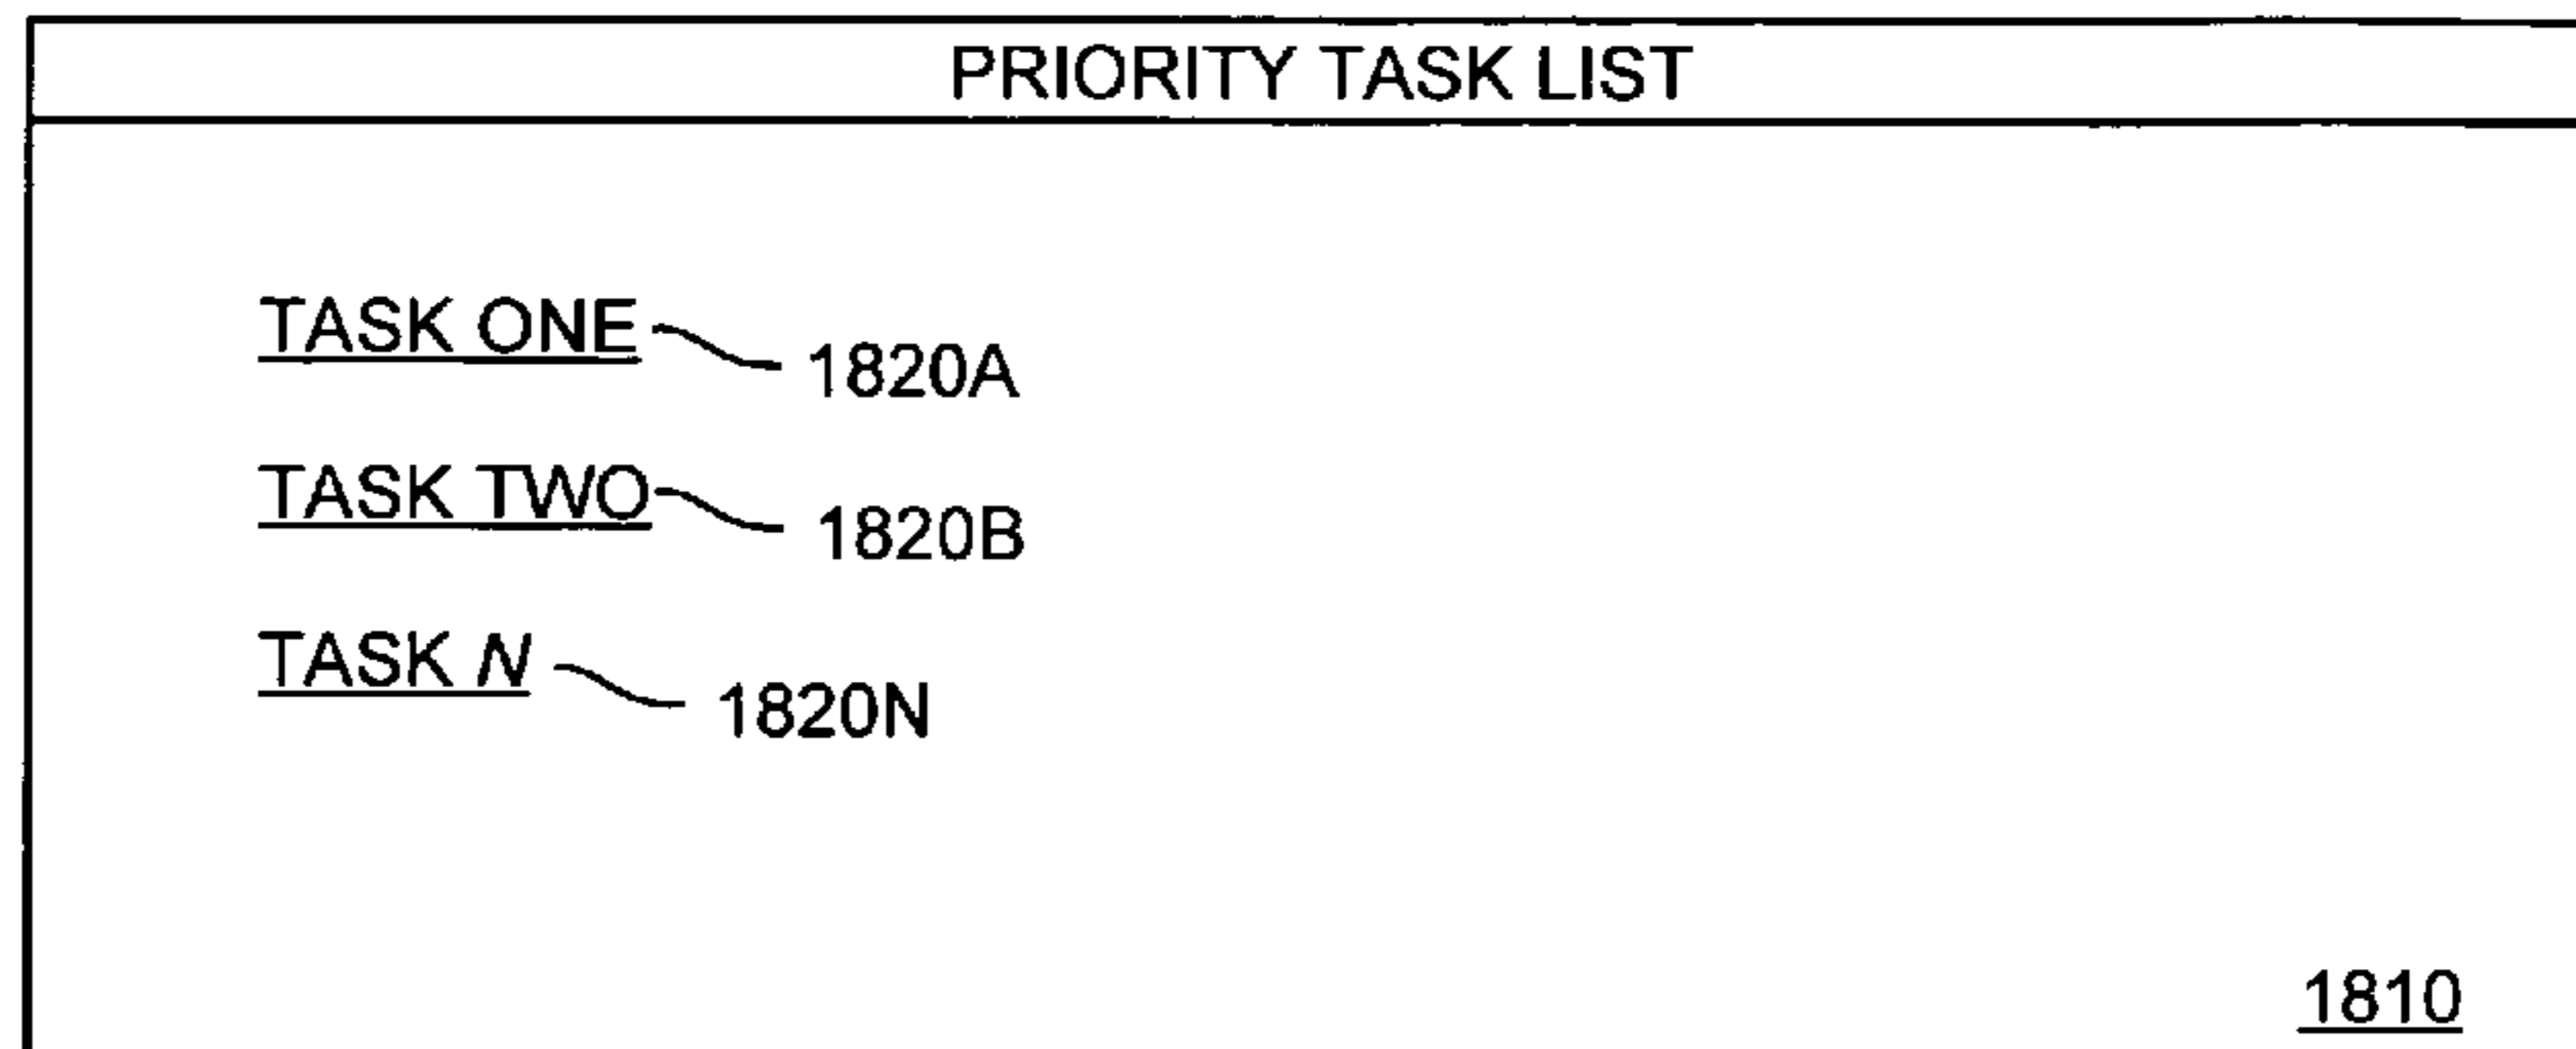 PRIORITY TASK LIST
TASK ONE 1820A
TASK TWO 1820B
TASK N 1820N
1810